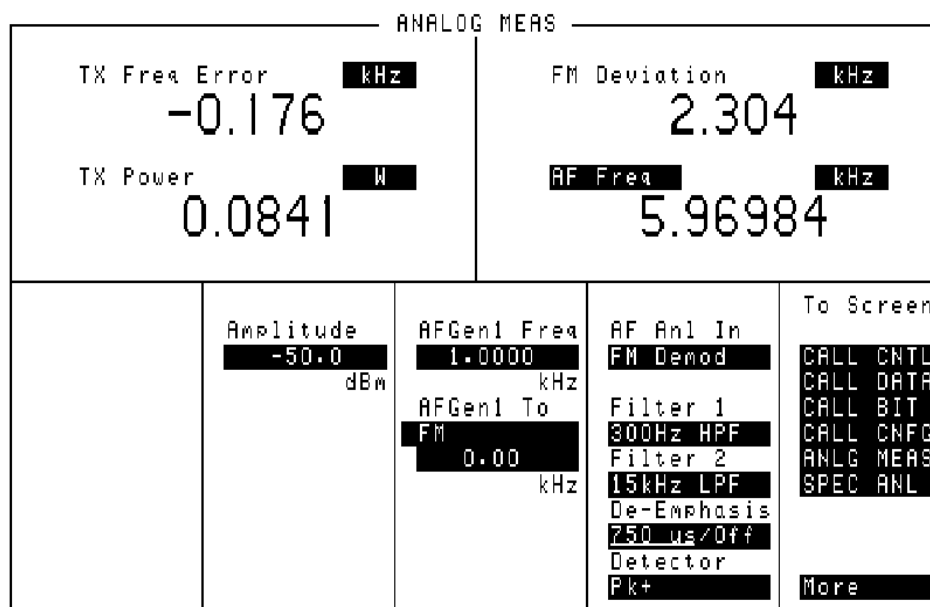 ANALOG MEAS
TX Freq Error kHz
-0.176
FM Deviation kHz
2.304
TX Power W
0.0841
AF Freq kHz
5.96984
Amplitude
-50.0
dBm
AFGen1 Freq
1.0000
kHz
AFGen1 To
FM
0.00
kHz
AF Anl In
FM Demod
Filter 1
300Hz HPF
Filter 2
15kHz LPF
De-Emphasis
750 us/Off
Detector
Pk+
To Screen
CALL CNTL
CALL DATA
CALL BIT
CALL CNFG
ANLG MEAS
SPEC ANL
More